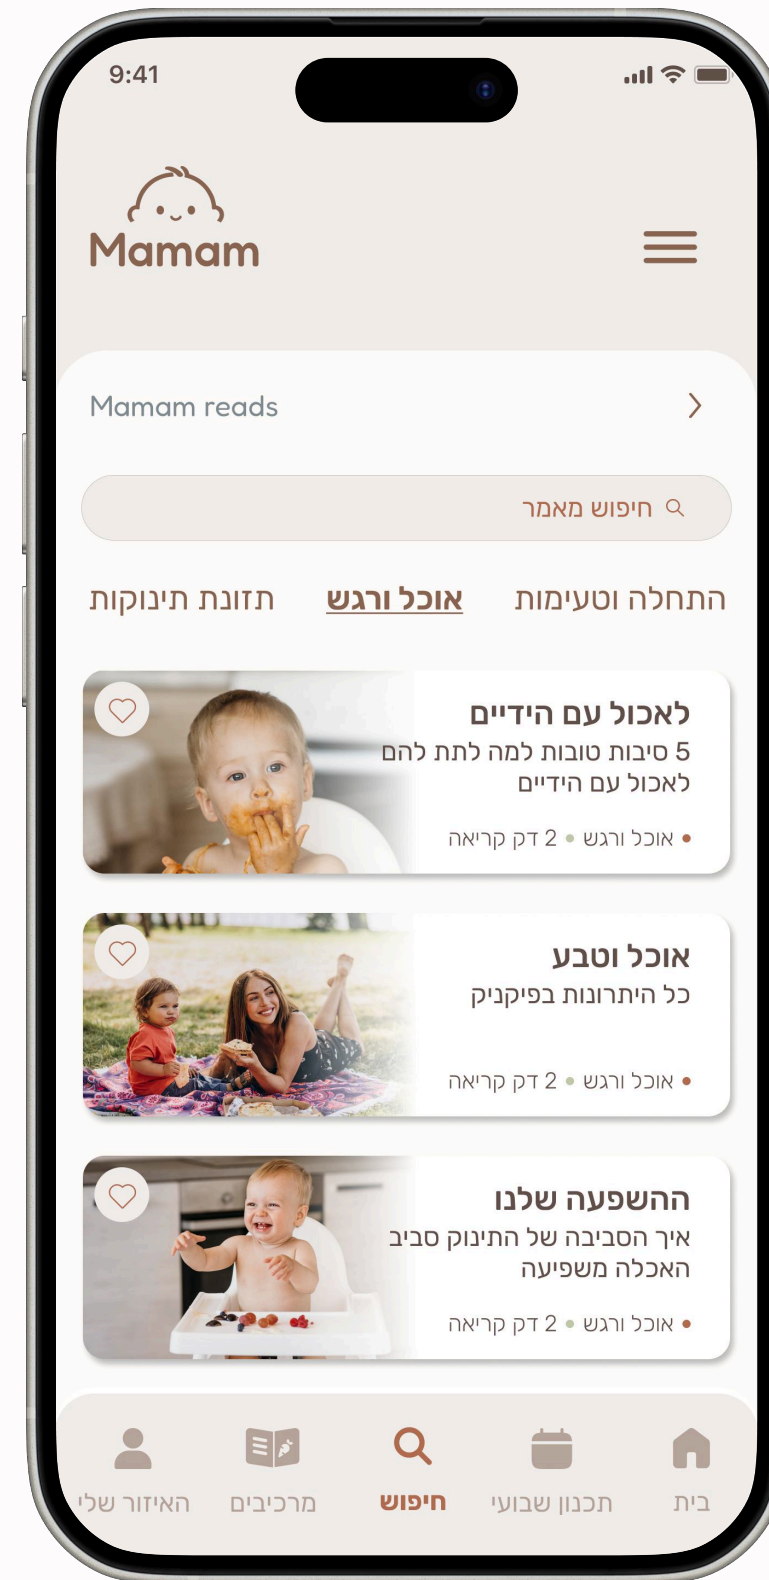 9:41
Mamam
Mamam reads
חיפוש מאמר
התחלה וטעימות
אוכל ורגש
תזונת תינוקות
לאכול עם הידיים
5 סיבות טובות למה לתת להם
לאכול עם הידיים
• אוכל ורגש • 2 דק קריאה
אוכל וטבע
כל היתרונות בפיקניק
• אוכל ורגש • 2 דק קריאה
ההשפעה שלנו
איך הסביבה של התינוק סביב
האכלה משפיעה
• אוכל ורגש • 2 דק קריאה
בית
תכנון שבועי
חיפוש
מרכיבים
האיזור שלי